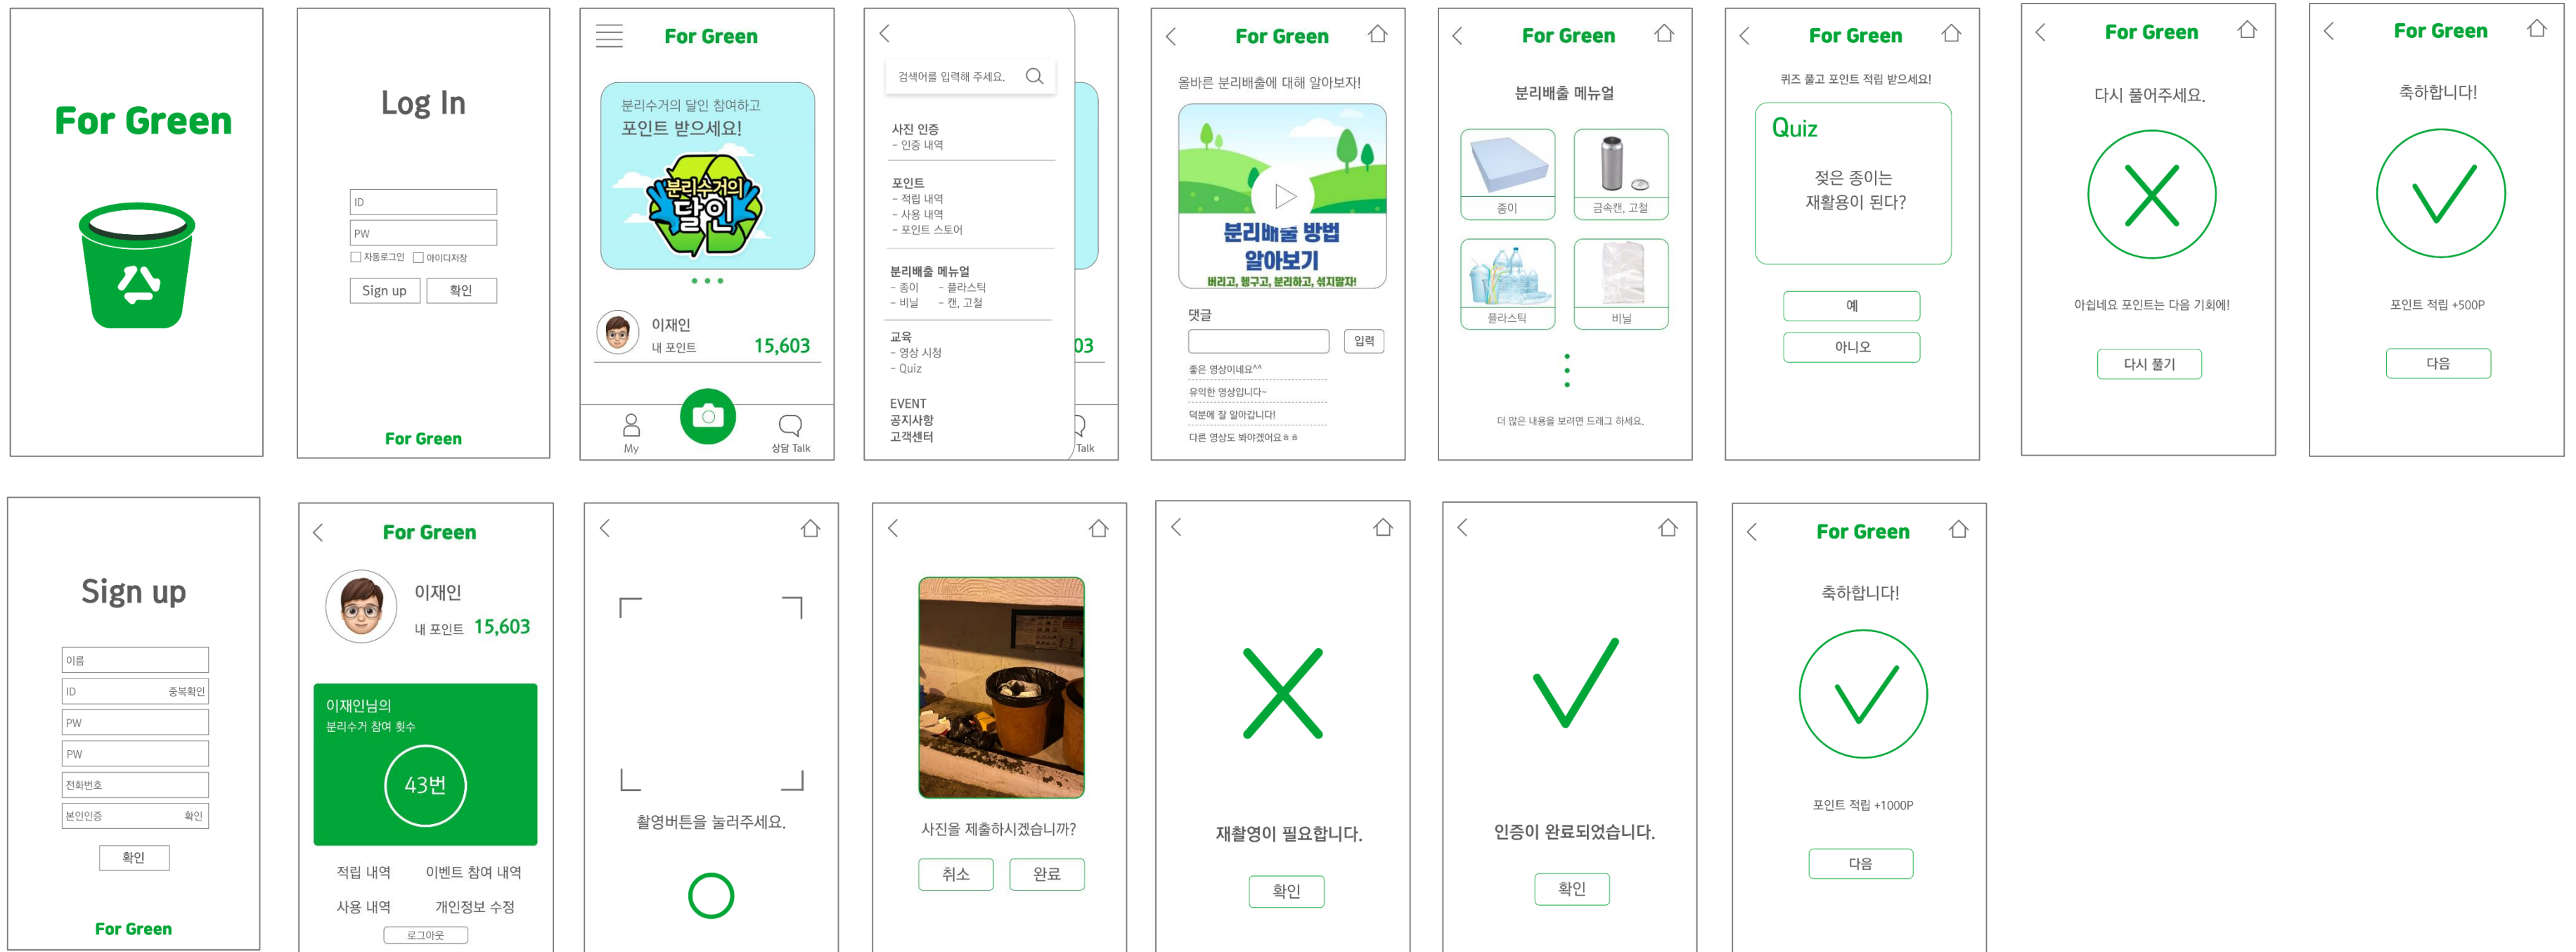 For Green
Log In
ID
PW
자동로그인 아이디저장
Sign up 확인
For Green
For Green
분리수거의 달인 참여하고
포인트 받으세요!
분리수거의
달인
이재인
내 포인트 15,603
My 상담 Talk
검색어를 입력해 주세요.
사진 인증
- 인증 내역
포인트
- 적립 내역
- 사용 내역
- 포인트 스토어
분리배출 메뉴얼
- 종이 - 플라스틱
- 비닐 - 캔, 고철
교육
- 영상 시청
- Quiz
EVENT
공지사항
고객센터
03
Talk
For Green
올바른 분리배출에 대해 알아보자!
분리배출 방법
알아보기
버리고, 헹구고, 분리하고, 섞지말자!
댓글
입력
좋은 영상이네요^^
유익한 영상입니다~
덕분에 잘 알아갑니다!
다른 영상도 봐야겠어요ㅎㅎ
For Green
분리배출 메뉴얼
종이 금속캔, 고철
플라스틱 비닐
더 많은 내용을 보려면 드래그 하세요.
For Green
퀴즈 풀고 포인트 적립 받으세요!
Quiz
젖은 종이는
재활용이 된다?
예
아니오
For Green
다시 풀어주세요.
아쉽네요 포인트는 다음 기회에!
다시 풀기
For Green
축하합니다!
포인트 적립 +500P
다음
Sign up
이름
ID 중복확인
PW
PW
전화번호
본인인증 확인
확인
For Green
For Green
이재인
내 포인트 15,603
이재인님의
분리수거 참여 횟수
43번
적립 내역 이벤트 참여 내역
사용 내역 개인정보 수정
로그아웃
촬영버튼을 눌러주세요.
사진을 제출하시겠습니까?
취소 완료
재촬영이 필요합니다.
확인
인증이 완료되었습니다.
확인
For Green
축하합니다!
포인트 적립 +1000P
다음